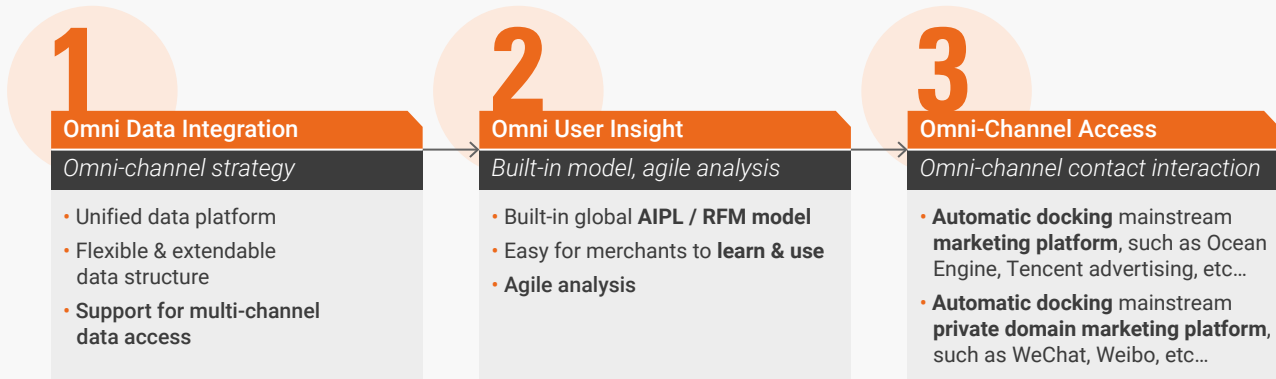 1
Omni Data Integration
Omni-channel strategy
• Unified data platform
• Flexible & extendable
data structure
• Support for multi-channel
data access
2
Omni User Insight
Built-in model, agile analysis
• Built-in global AIPL / RFM model
• Easy for merchants to learn & use
• Agile analysis
3
Omni-Channel Access
Omni-channel contact interaction
• Automatic docking mainstream
marketing platform, such as Ocean
Engine, Tencent advertising, etc…
• Automatic docking mainstream
private domain marketing platform,
such as WeChat, Weibo, etc…